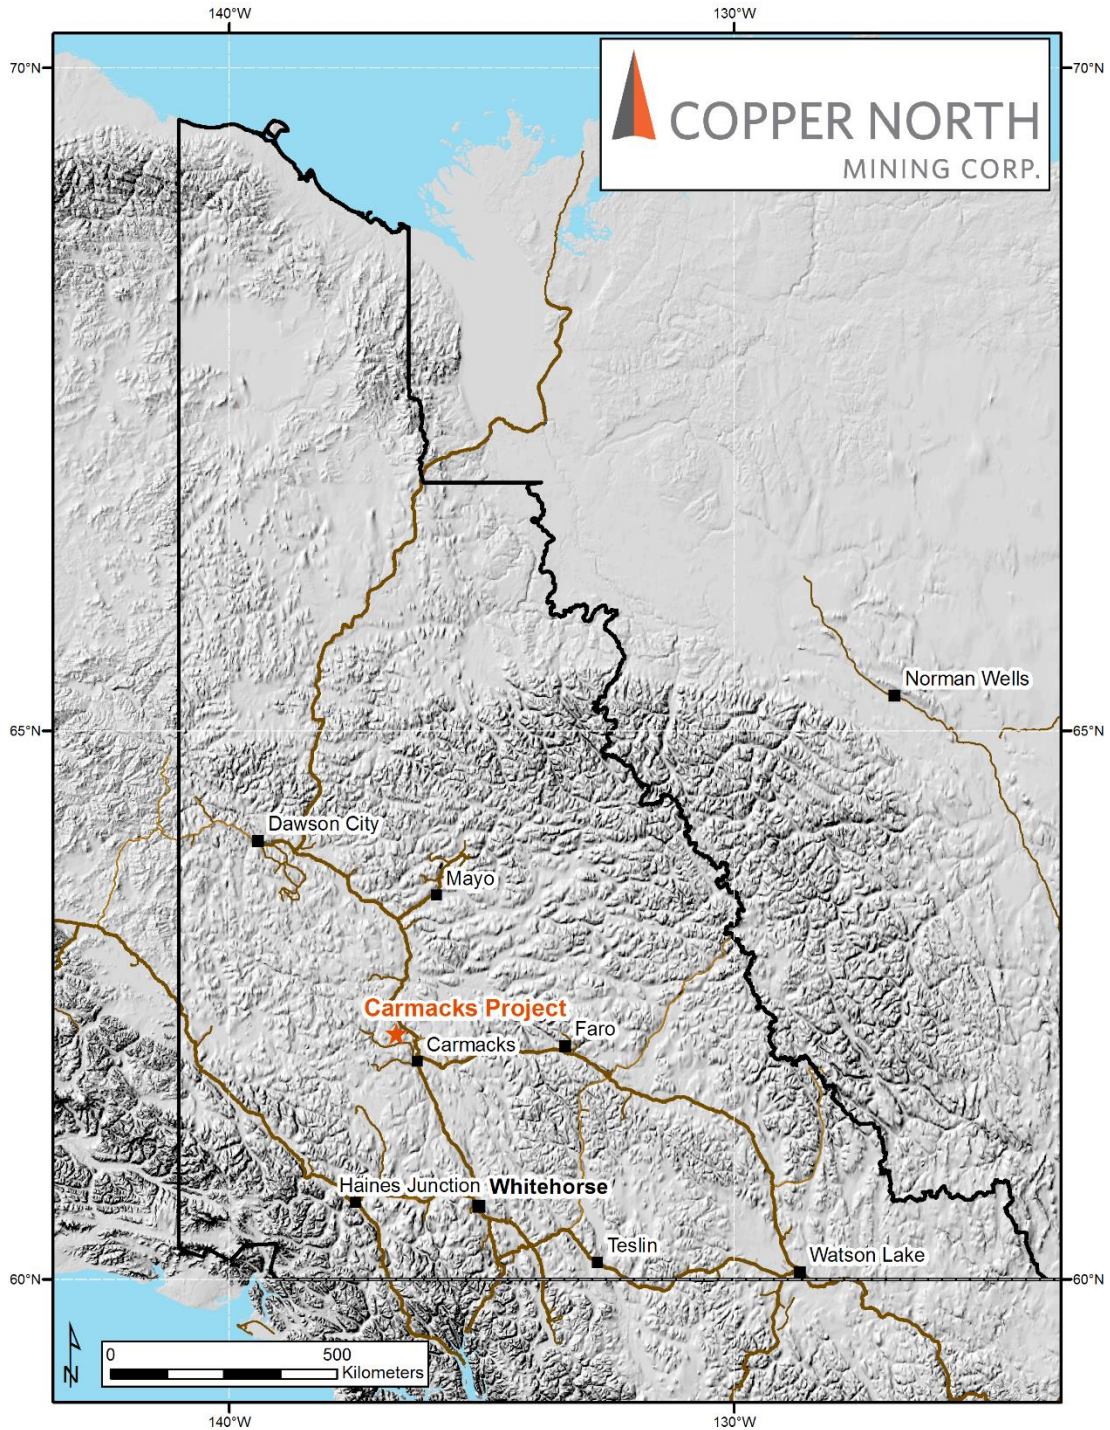 140°W
130°W
70°N
70°N
COPPER NORTH
MINING CORP.
Norman Wells
65°N
65°N
Dawson City
Mayo
Carmacks Project
Faro
Carmacks
Haines Junction
Whitehorse
Teslin
Watson Lake
60°N
60°N
N
0
500
Kilometers
140°W
130°W